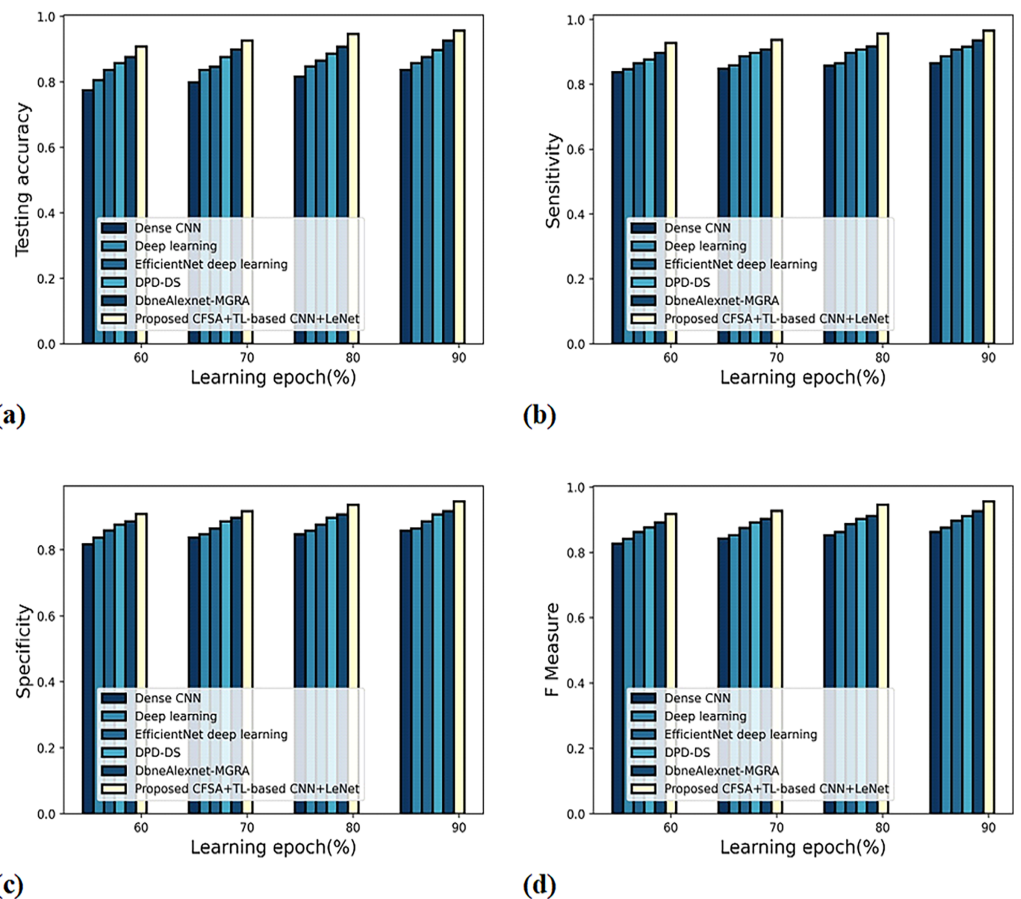 1.0
0.8
0.6
0.4
0.2
0.0
Testing accuracy
Dense CNN
Deep learning
EfficientNet deep learning
DPD-DS
DbneAlexnet-MGRA
Proposed CFSA+TL-based CNN+LeNet
60 70 80 90
Learning epoch(%)
(a)
1.0
0.8
0.6
0.4
0.2
0.0
Sensitivity
Dense CNN
Deep learning
EfficientNet deep learning
DPD-DS
DbneAlexnet-MGRA
Proposed CFSA+TL-based CNN+LeNet
60 70 80 90
Learning epoch(%)
(b)
0.8
0.6
0.4
0.2
0.0
Specificity
Dense CNN
Deep learning
EfficientNet deep learning
DPD-DS
DbneAlexnet-MGRA
Proposed CFSA+TL-based CNN+LeNet
60 70 80 90
Learning epoch(%)
(c)
1.0
0.8
0.6
0.4
0.2
0.0
F Measure
Dense CNN
Deep learning
EfficientNet deep learning
DPD-DS
DbneAlexnet-MGRA
Proposed CFSA+TL-based CNN+LeNet
60 70 80 90
Learning epoch(%)
(d)